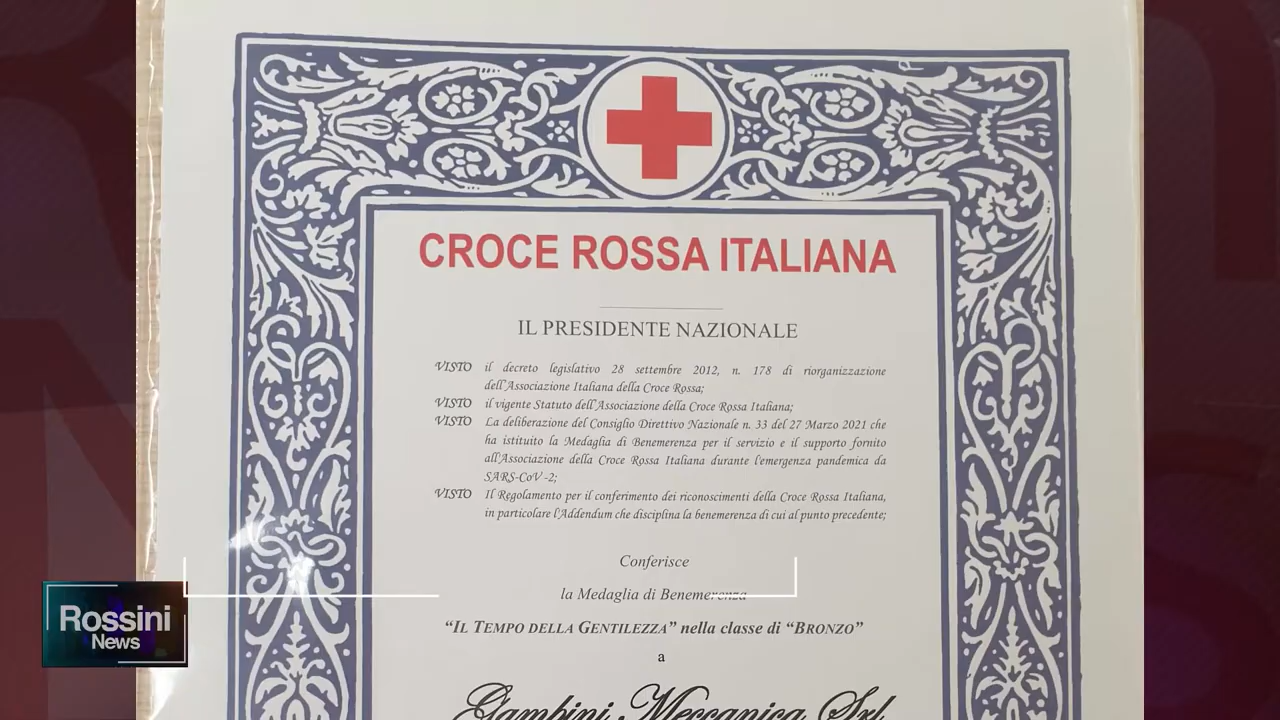 CROCE ROSSA ITALIANA
IL PRESIDENTE NAZIONALE
VISTO il decreto legislativo 28 settembre 2012, n. 178 di riorganizzazione
dell'Associazione Italiana della Croce Rossa;
VISTO il vigente Statuto dell'Associazione della Croce Rossa Italiana;
VISTO La deliberazione del Consiglio Direttivo Nazionale n. 33 del 27 Marzo 2021 che
ha istituito la Medaglia di Benemerenza per il servizio e il supporto fornito
all'Associazione della Croce Rossa Italiana durante l'emergenza pandemica da
SARS-CoV-2;
VISTO Il Regolamento per il conferimento dei riconoscimenti della Croce Rossa Italiana,
in particolare l'Addendum che disciplina la benemerenza di cui al punto precedente;
Conferisce
la Medaglia di Benemerenza
“IL TEMPO DELLA GENTILEZZA” nella classe di “BRONZO”
a
Gambini Meccanica Srl
Rossini
News